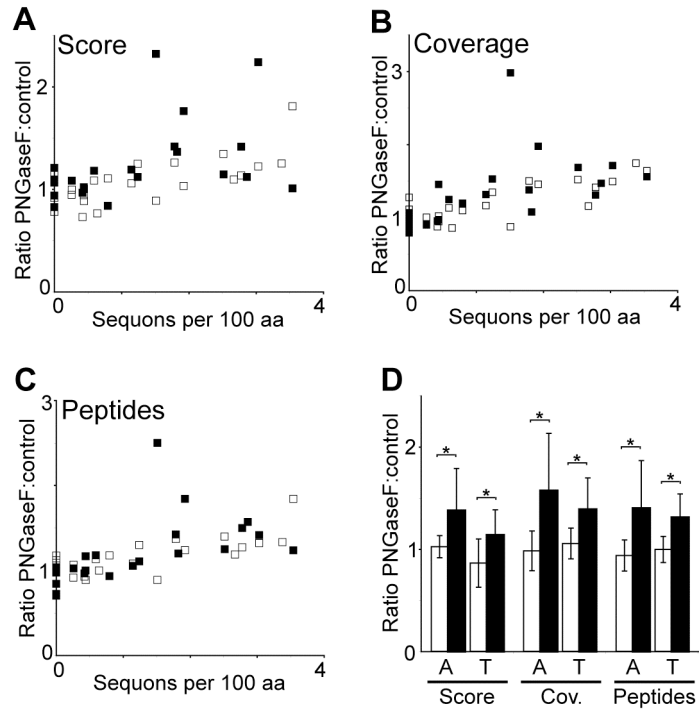 A
Score
Ratio PNGaseF:control
2
1
0
0
4
Sequons per 100 aa
B
Coverage
Ratio PNGaseF:control
3
1
0
0
4
Sequons per 100 aa
C
Peptides
Ratio PNGaseF:control
3
1
0
0
4
Sequons per 100 aa
D
Ratio PNGaseF:control
2
1
0
* * * * * *
A T A T A T
Score Cov. Peptides